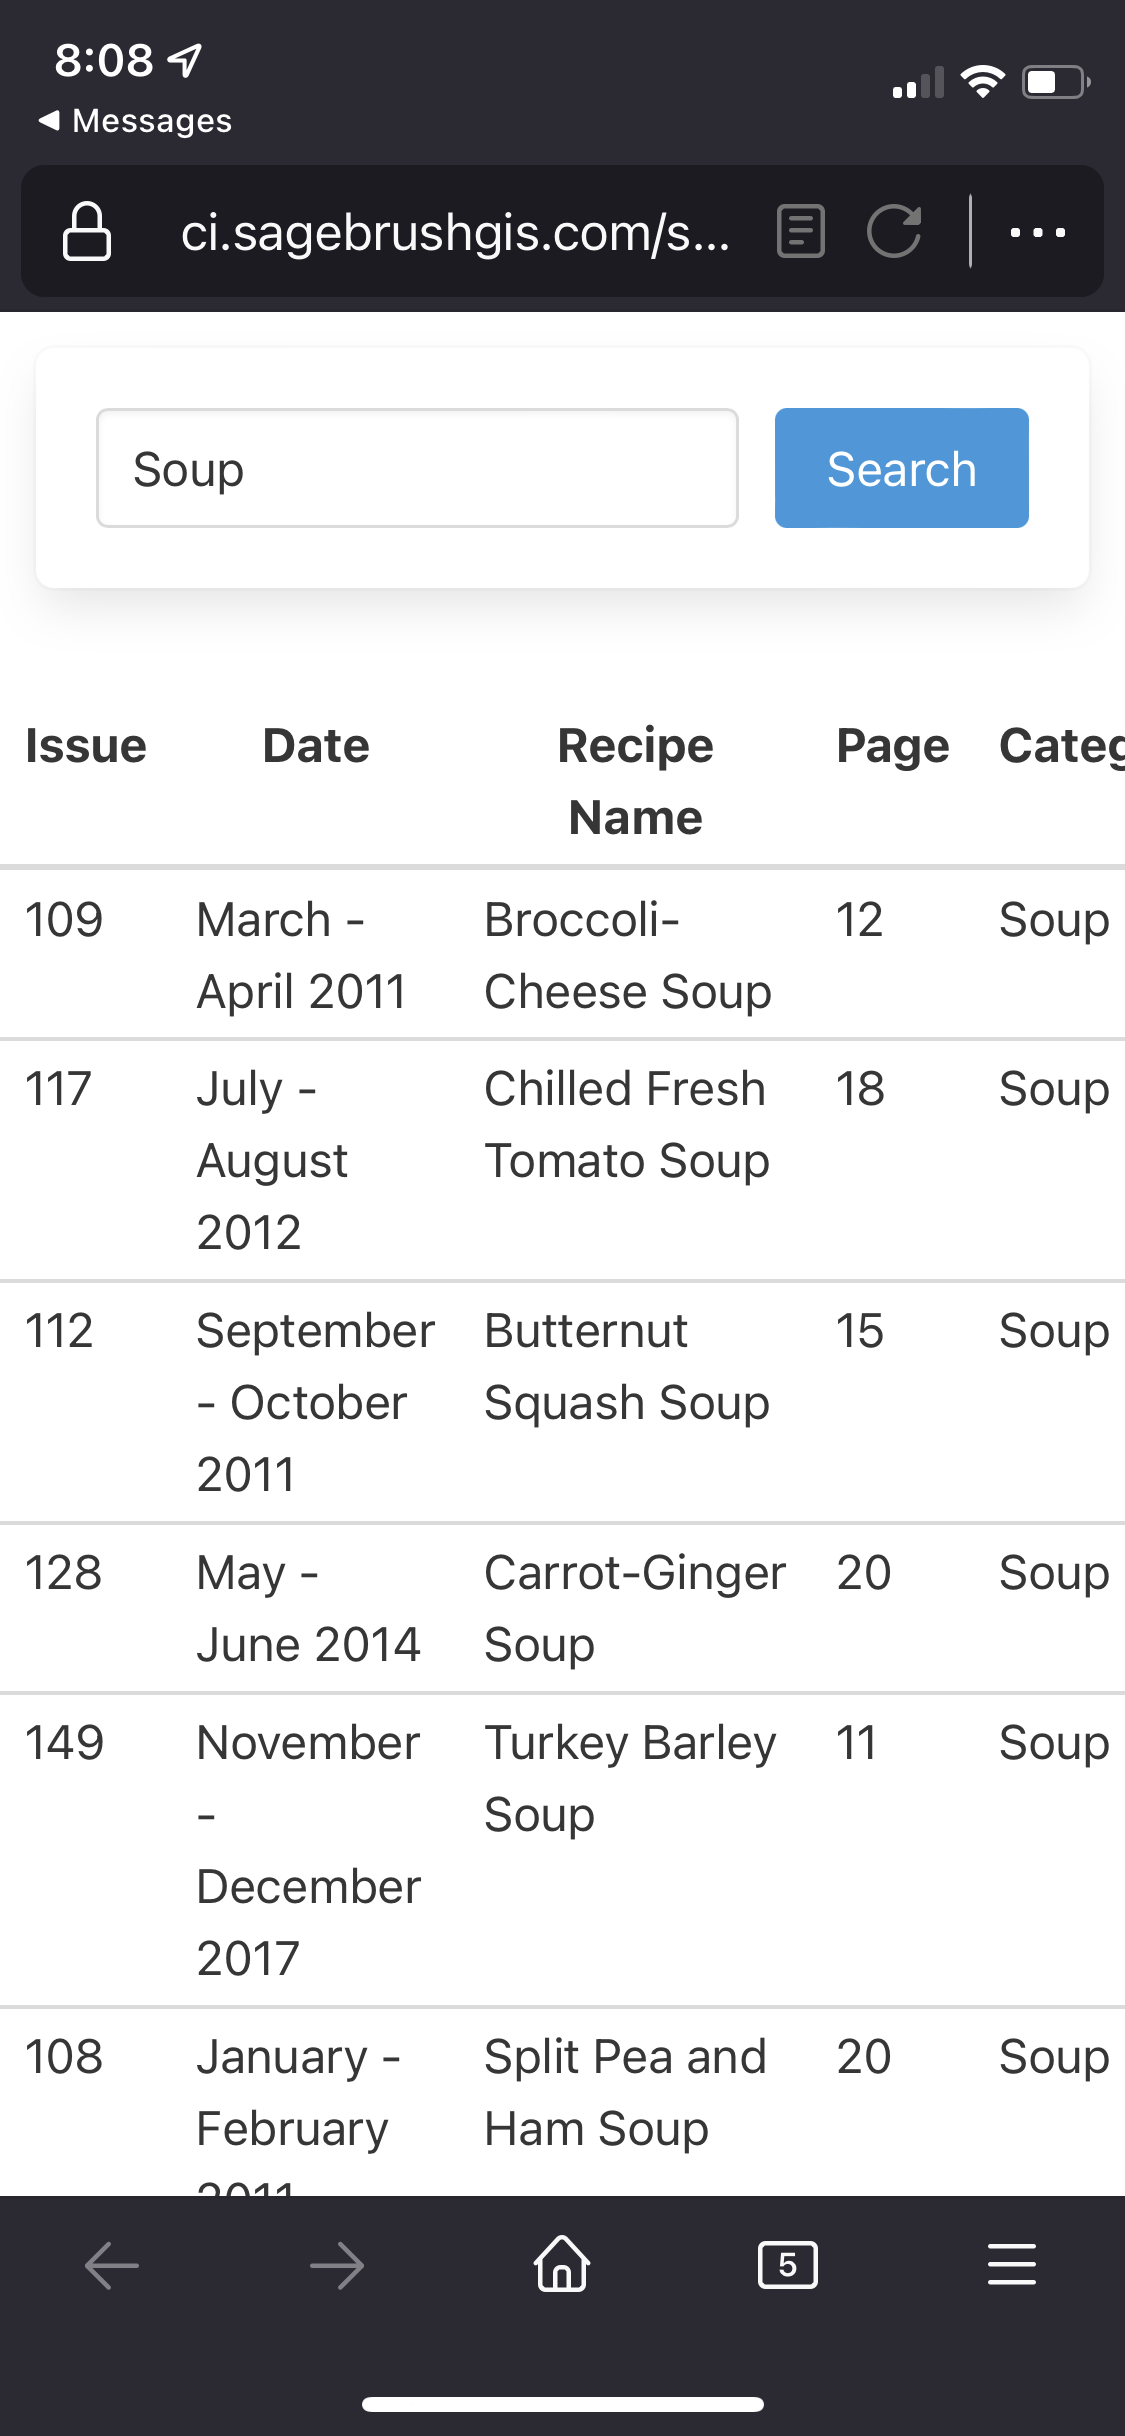 8:08
Messages
ci.sagebrushgis.com/s...
Soup
Search
Issue Date Recipe Page Categ
Name
109 March - Broccoli- 12 Soup
April 2011 Cheese Soup
117 July - Chilled Fresh 18 Soup
August Tomato Soup
2012
112 September Butternut 15 Soup
- October Squash Soup
2011
128 May - Carrot-Ginger 20 Soup
June 2014 Soup
149 November Turkey Barley 11 Soup
- Soup
December
2017
108 January - Split Pea and 20 Soup
February Ham Soup
2011
5